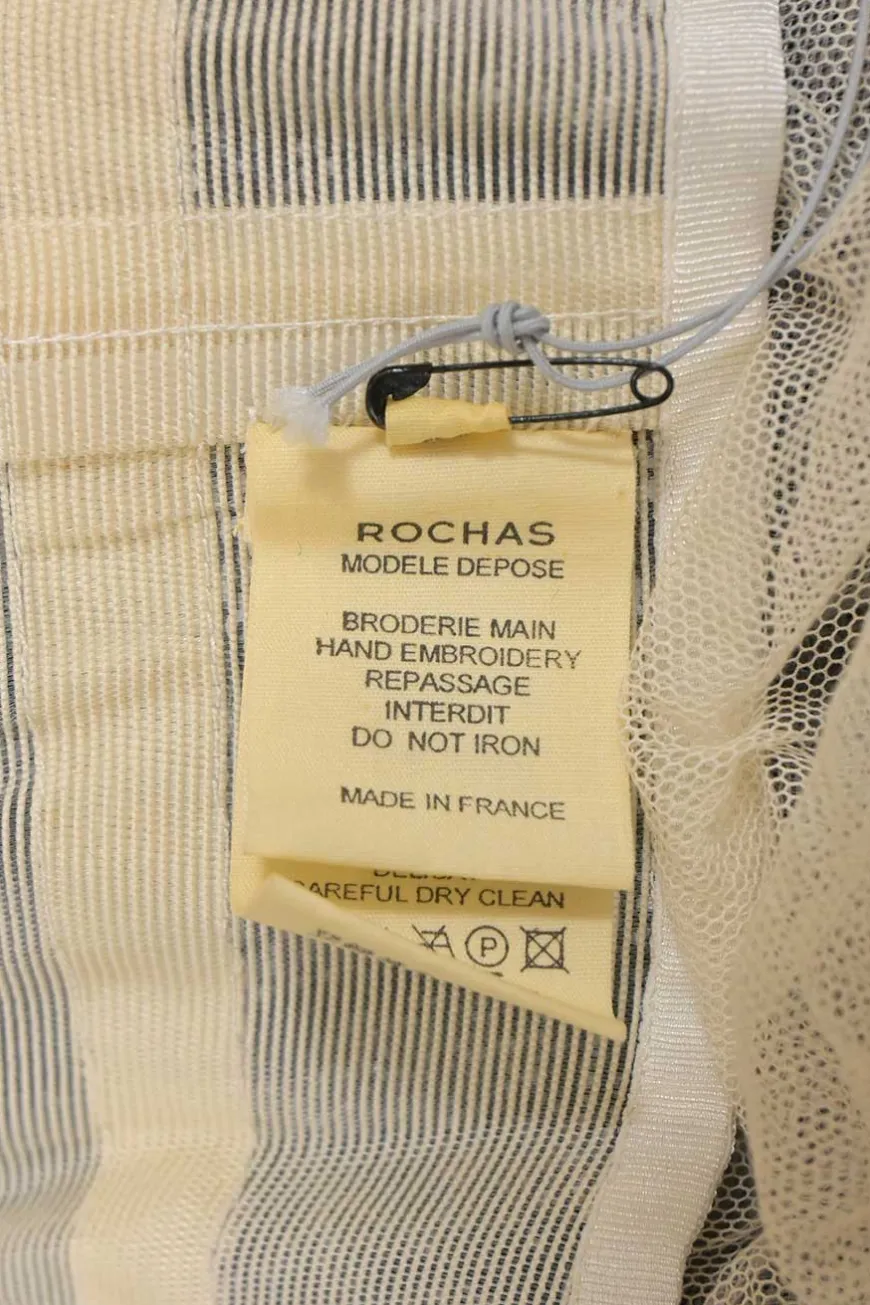 ROCHAS
MODELE DEPOSE
BRODERIE MAIN
HAND EMBROIDERY
REPASSAGE
INTERDIT
DO NOT IRON
MADE IN FRANCE
CAREFUL DRY CLEAN
P